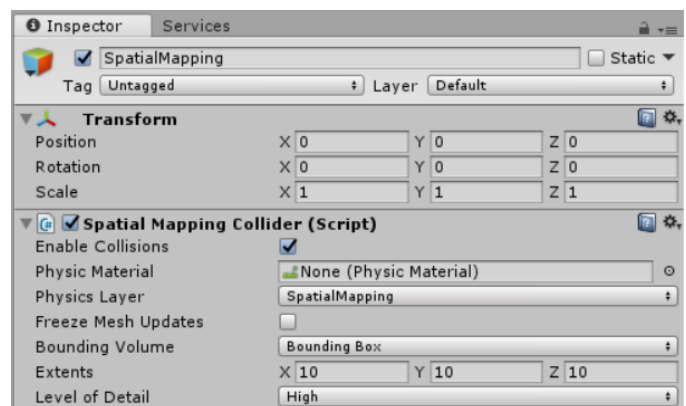 Inspector Services
SpatialMapping Static
Tag Untagged Layer Default
Transform
Position X 0 Y 0 Z 0
Rotation X 0 Y 0 Z 0
Scale X 1 Y 1 Z 1
Spatial Mapping Collider (Script)
Enable Collisions
Physic Material None (Physic Material)
Physics Layer SpatialMapping
Freeze Mesh Updates
Bounding Volume Bounding Box
Extents X 10 Y 10 Z 10
Level of Detail High